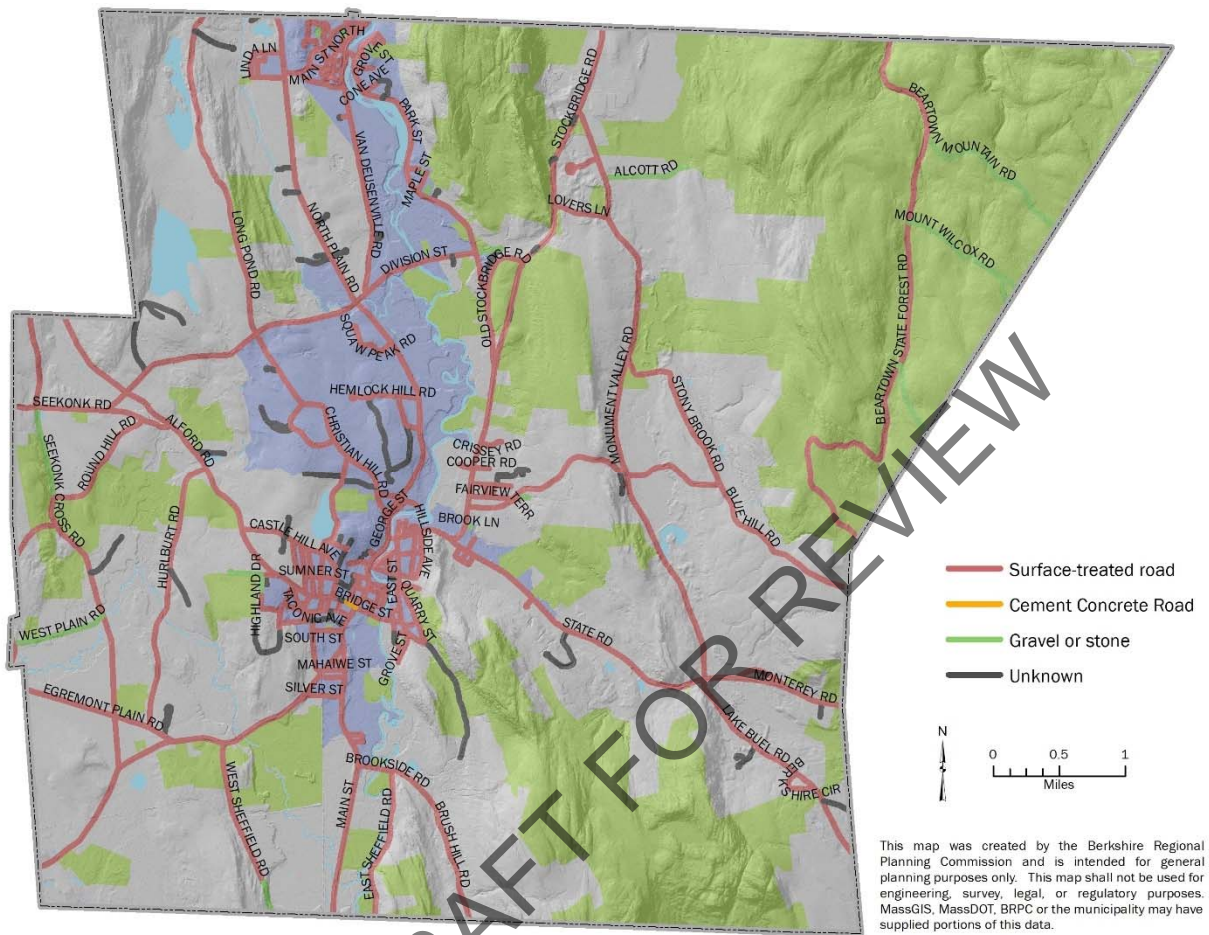 LINDA LN
MAIN ST
NORTH
GROVE ST
CONE AVE
PARK ST
MAPLE ST
VAN DEUSENVILLE RD
STOCKBRIDGE RD
ALCOTT RD
LOVERS LN
BEARTOWN MOUNTAIN RD
MOUNT WILCOX RD
LONG POND RD
NORTH PLAIN RD
DIVISION ST
OLD STOCKBRIDGE RD
BEARTOWN STATE FOREST RD
SQUAW PEAK RD
MONUMENT VALLEY RD
HEMLOCK HILL RD
STONY BROOK RD
SEEKONK RD
ROUND HILL RD
ALFORD RD
CHRISTIAN HILL RD
CRISSEY RD
COOPER RD
SEEKONK CROSS RD
FAIRVIEW TERR
BLUE HILL RD
GEORGE ST
HILLSIDE AVE
BROOK LN
HURLBURT RD
CASTLE HILL AVE
SUMNER ST
EAST ST
HIGHLAND DR
BRIDGE ST
QUARRY ST
TACONIC AVE
WEST PLAIN RD
SOUTH ST
GROVE ST
STATE RD
MAHAIWE ST
SILVER ST
MONTEREY RD
EGREMONT PLAIN RD
LAKE BUEL RD
BERKSHIRE CIR
WEST SHEFFIELD RD
BROOKSIDE RD
MAIN ST
EAST SHEFFIELD RD
BRUSH HILL RD
DRAFT FOR REVIEW
Surface-treated road
Cement Concrete Road
Gravel or stone
Unknown
N
0 0.5 1
Miles
This map was created by the Berkshire Regional
Planning Commission and is intended for general
planning purposes only. This map shall not be used for
engineering, survey, legal, or regulatory purposes.
MassGIS, MassDOT, BRPC or the municipality may have
supplied portions of this data.